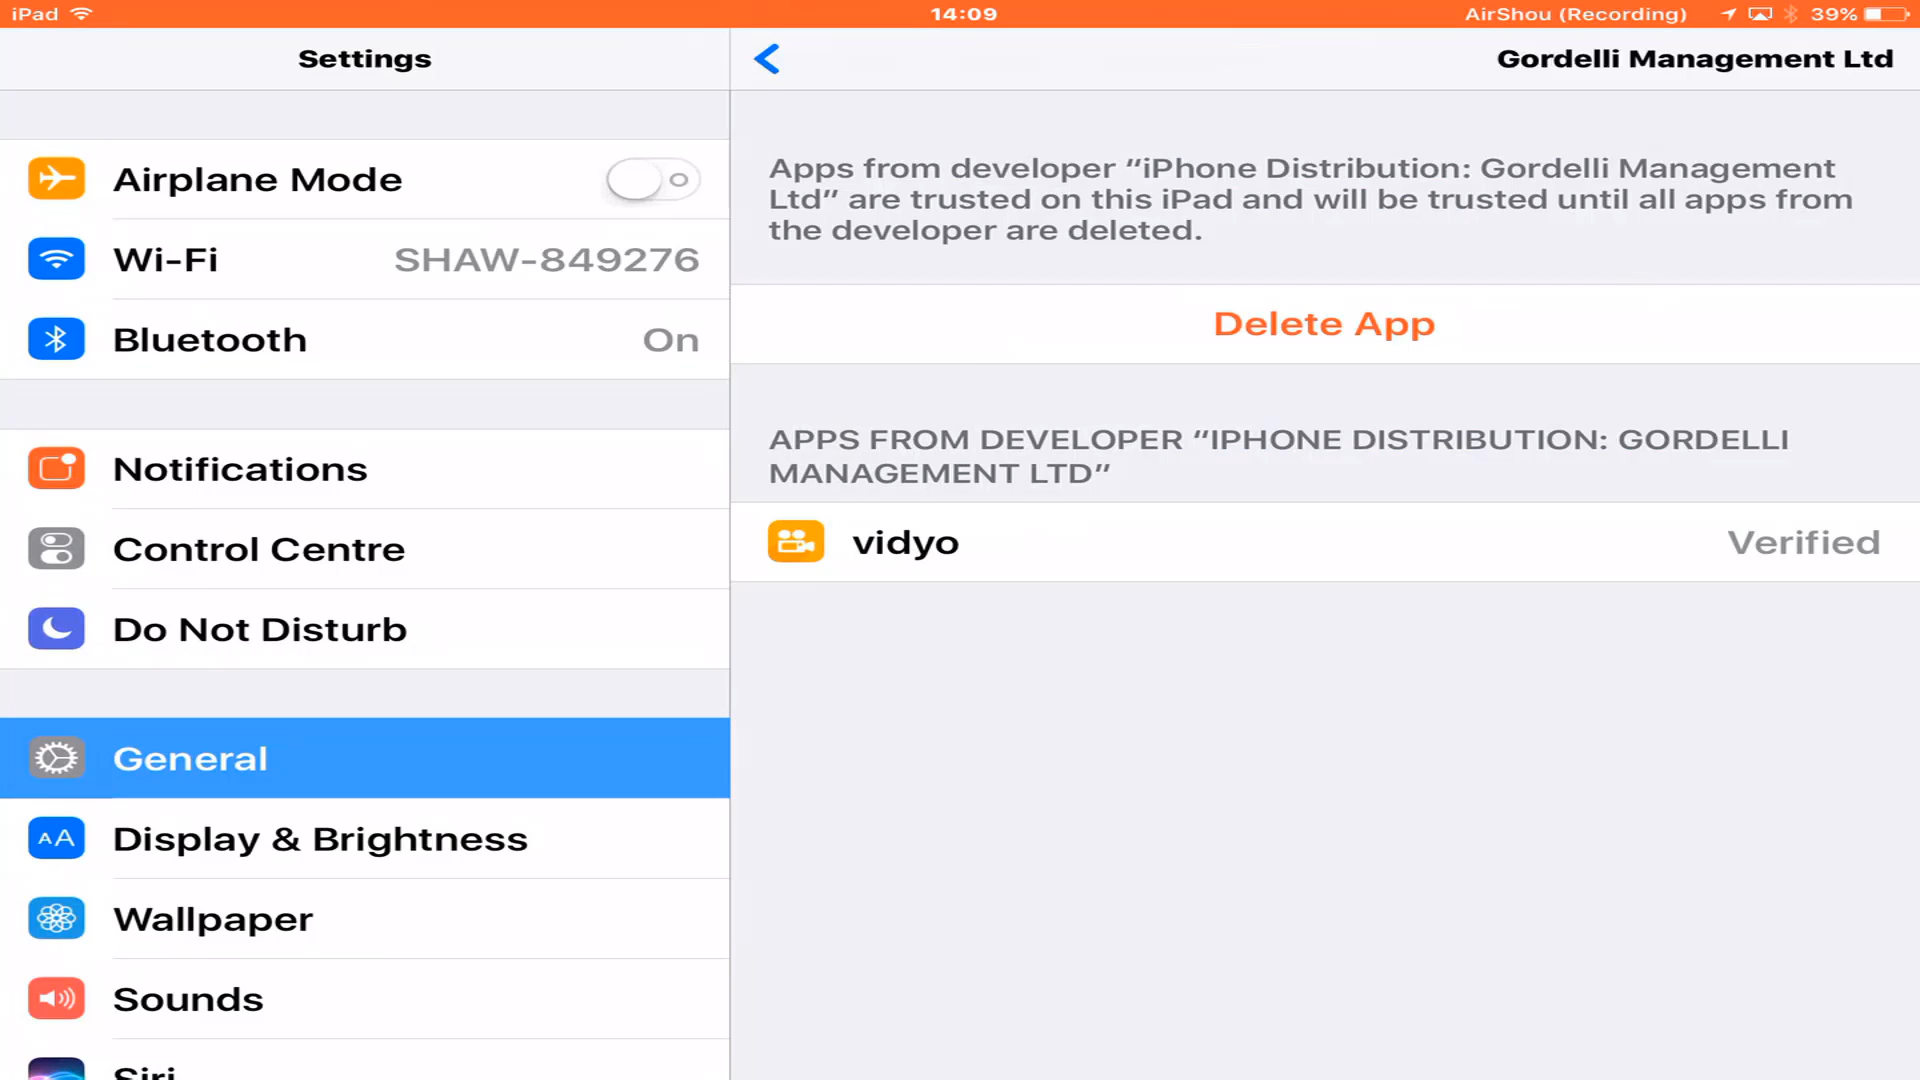 iPad 14:09 AirShou (Recording) 39%
Settings
Airplane Mode
Wi-Fi SHAW-849276
Bluetooth On
Notifications
Control Centre
Do Not Disturb
General
AA Display & Brightness
Wallpaper
Sounds
Siri
Gordelli Management Ltd
Apps from developer “iPhone Distribution: Gordelli Management
Ltd” are trusted on this iPad and will be trusted until all apps from
the developer are deleted.
Delete App
APPS FROM DEVELOPER “IPHONE DISTRIBUTION: GORDELLI
MANAGEMENT LTD”
vidyo Verified